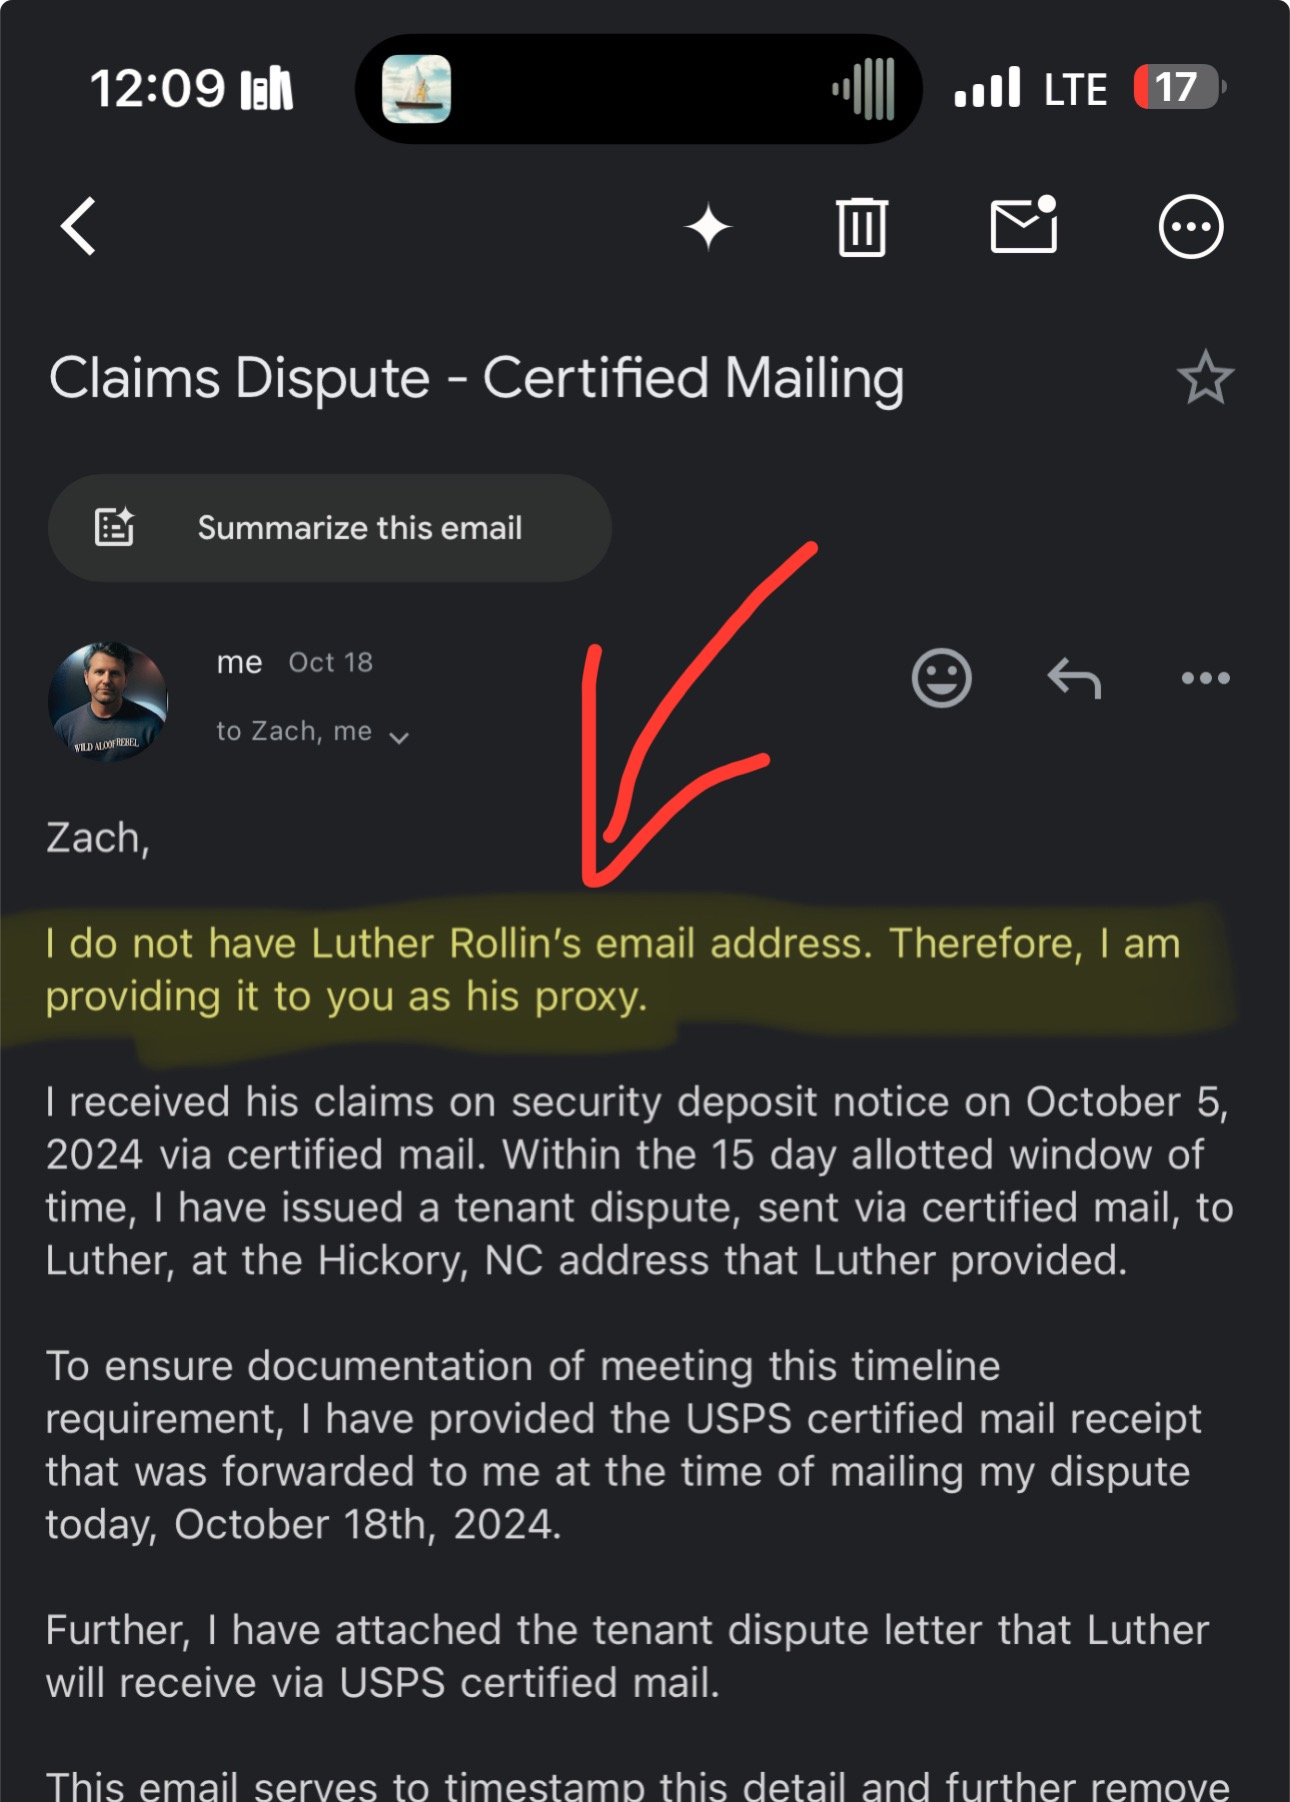 12:09 LTE 17
Claims Dispute - Certified Mailing
Summarize this email
me Oct 18
to Zach, me
WILD ALOOF REBEL
Zach,
I do not have Luther Rollin’s email address. Therefore, I am
providing it to you as his proxy.
I received his claims on security deposit notice on October 5,
2024 via certified mail. Within the 15 day allotted window of
time, I have issued a tenant dispute, sent via certified mail, to
Luther, at the Hickory, NC address that Luther provided.
To ensure documentation of meeting this timeline
requirement, I have provided the USPS certified mail receipt
that was forwarded to me at the time of mailing my dispute
today, October 18th, 2024.
Further, I have attached the tenant dispute letter that Luther
will receive via USPS certified mail.
This email serves to timestamp this detail and further remove